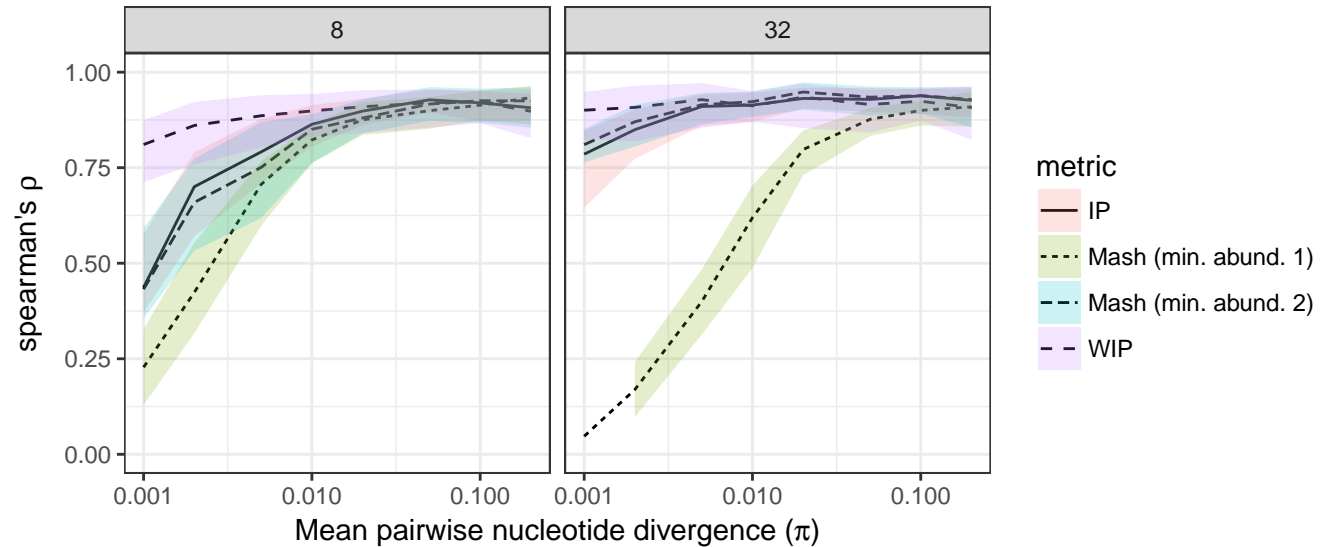 8
32
spearman's ρ
1.00
0.75
0.50
0.25
0.00
0.001
0.010
0.100
0.001
0.010
0.100
Mean pairwise nucleotide divergence (π)
metric
IP
Mash (min. abund. 1)
Mash (min. abund. 2)
WIP